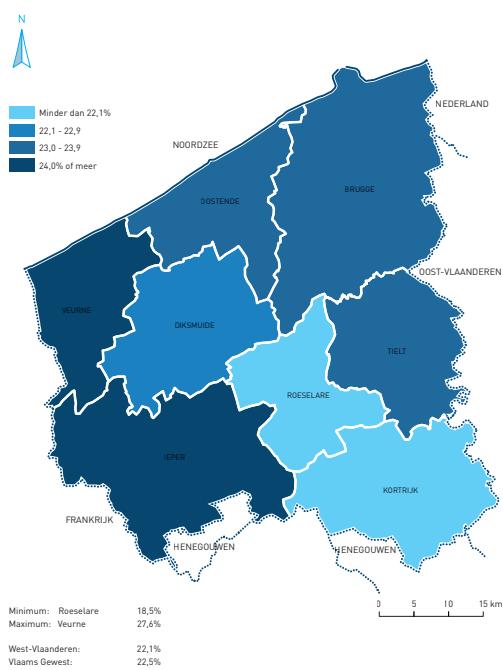 N
Minder dan 22,1%
22,1 - 22,9
23,0 - 23,9
24,0% of meer
NEDERLAND
NOORDZEE
BRUGGE
OOSTENDE
OOST-VLAANDEREN
VEURNE
DIKSMUIDE
TIELT
ROESELARE
IEPER
KORTRIJK
FRANKRIJK
HENEGOUWEN
HENEGOUWEN
0 5 10 15 km
Minimum: Roeselare 18,5%
Maximum: Veurne 27,6%
West-Vlaanderen: 22,1%
Vlaams Gewest: 22,5%